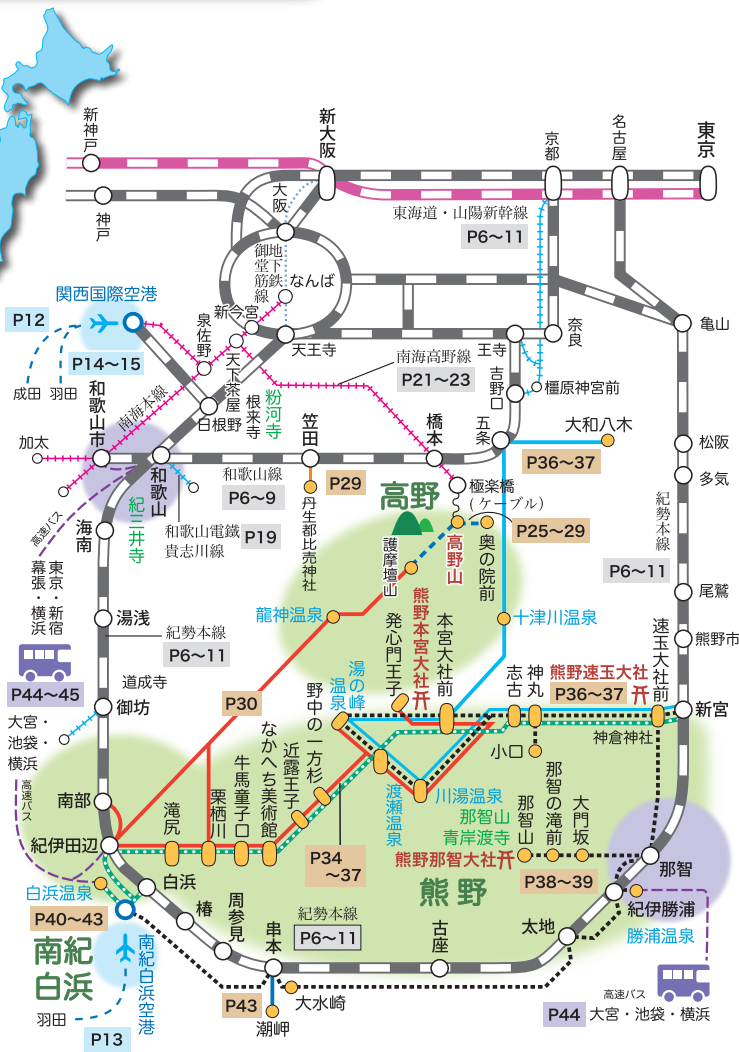 新神戸
新大阪
京都
名古屋
東京
神戸
大阪
東海道・山陽新幹線
P6〜11
地下鉄
御堂筋線
なんば
関西国際空港
P12
P14〜15
成田
羽田
泉佐野
新今宮
天下茶屋
天王寺
王寺
奈良
亀山
南海高野線
P21〜23
吉野口
橿原神宮前
和歌山市
南海本線
日根野
根来寺
粉河寺
笠田
橋本
五条
大和八木
P36〜37
松阪
加太
和歌山
和歌山線
P6〜9
P29
極楽橋
(ケーブル)
多気
高速バス
海南
紀三井寺
和歌山電鐵
貴志川線
P19
丹生都比売神社
高野
P25〜29
紀勢本線
P6〜11
東京・新宿
幕張・横浜
護摩壇山
高野山
奥の院前
尾鷲
湯浅
紀勢本線
P6〜11
龍神温泉
熊野本宮大社
発心門王子
本宮大社前
十津川温泉
熊野市
P44〜45
道成寺
御坊
大宮・
池袋・
横浜
P30
湯の峰
温泉
野中の一方杉
志古
神丸
熊野速玉大社
P36〜37
速玉大社前
新宮
神倉神社
小口
高速バス
南部
なかへち美術館
近露王子
牛馬童子口
栗栖川
滝尻
渡瀬温泉
川湯温泉
那智山
青岸渡寺
熊野那智大社
那智山
那智の滝前
大門坂
紀伊田辺
P34
〜37
熊野
P38〜39
那智
白浜温泉
P40〜43
白浜
椿
周参見
紀勢本線
P6〜11
串本
古座
太地
紀伊勝浦
勝浦温泉
南紀
白浜
南紀白浜空港
羽田
P13
P43
大水崎
潮岬
高速バス
P44
大宮・池袋・横浜